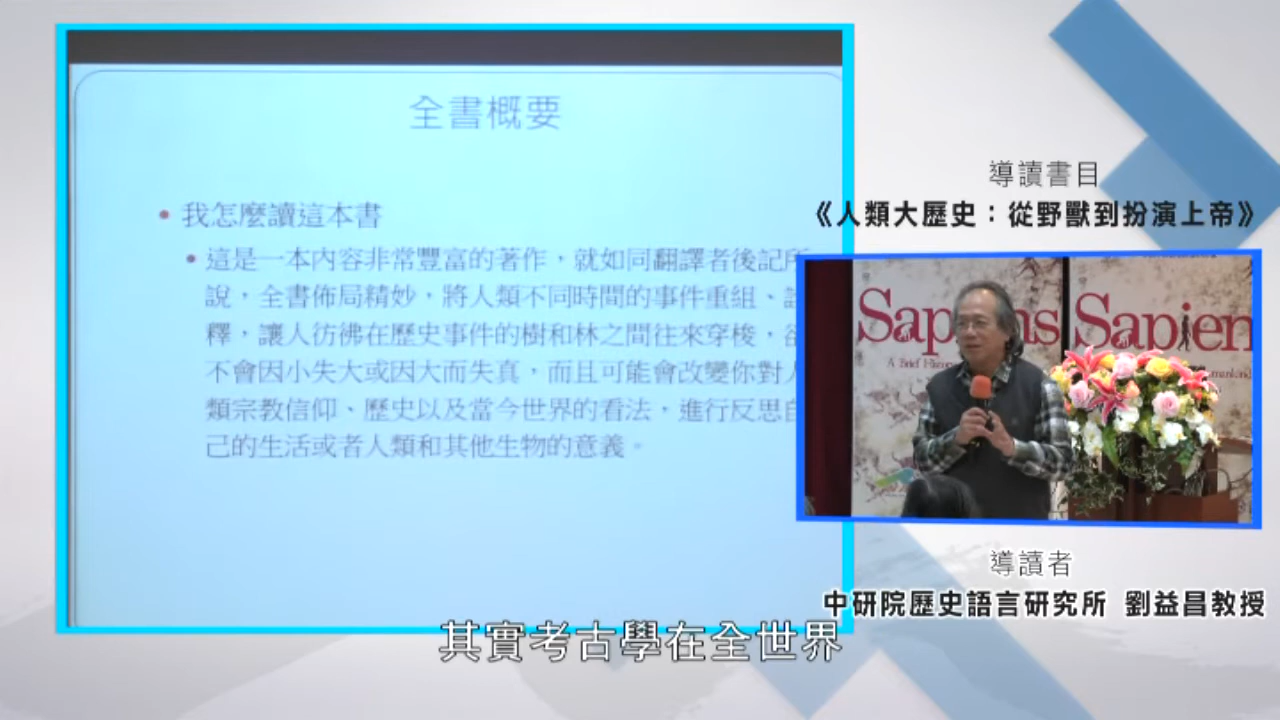 全書概要
我怎麼讀這本書
這是一本內容非常豐富的著作，就如同翻譯者後記所
說，全書佈局精妙，將人類不同時間的事件重組、
釋，讓人彷彿在歷史事件的樹和林之間往來穿梭，卻
不會因小失大或因大而失真，而且可能會改變你對人
類宗教信仰、歷史以及當今世界的看法，進行反思自
己的生活或者人類和其他生物的意義。
導讀書目
《人類大歷史：從野獸到扮演上帝》
Sapiens
A Brief
Sapien
導讀者
中研院歷史語言研究所 劉益昌教授
其實考古學在全世界